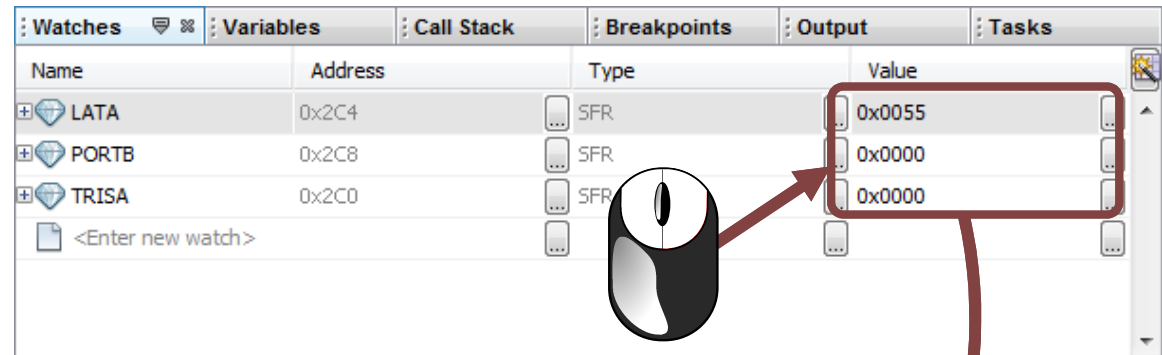 Watches Variables Call Stack Breakpoints Output Tasks
Name Address Type Value
LATA 0x2C4 ... SFR ... 0x0055 ...
PORTB 0x2C8 ... SFR ... 0x0000 ...
TRISA 0x2C0 ... SFR ... 0x0000 ...
<Enter new watch> ... ... ...